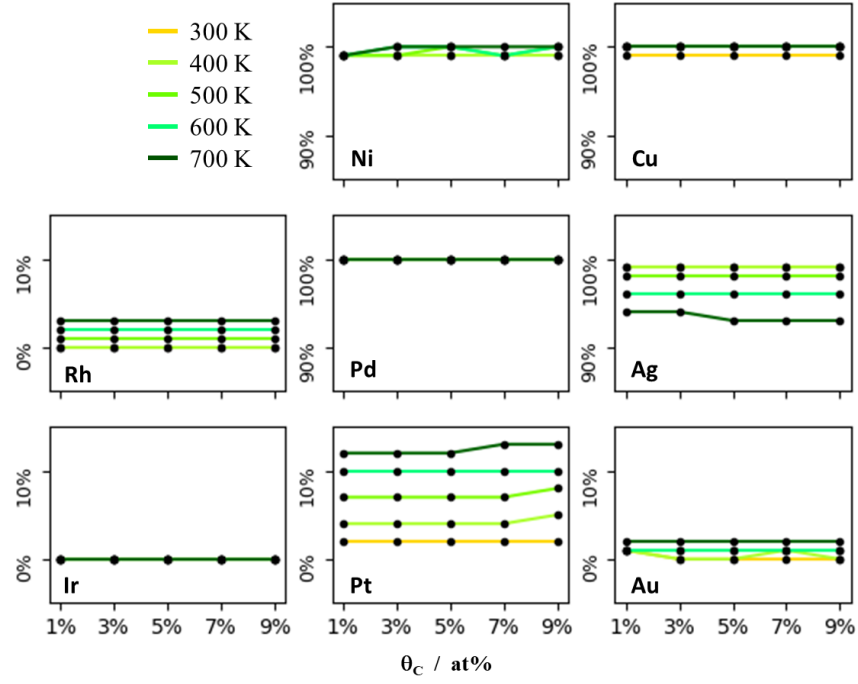 300 K
400 K
500 K
600 K
700 K
100%
90%
Ni
100%
90%
Cu
10%
0%
Rh
100%
90%
Pd
100%
90%
Ag
10%
0%
Ir
10%
0%
Pt
10%
0%
Au
1% 3% 5% 7% 9%
1% 3% 5% 7% 9%
1% 3% 5% 7% 9%
θC / at%